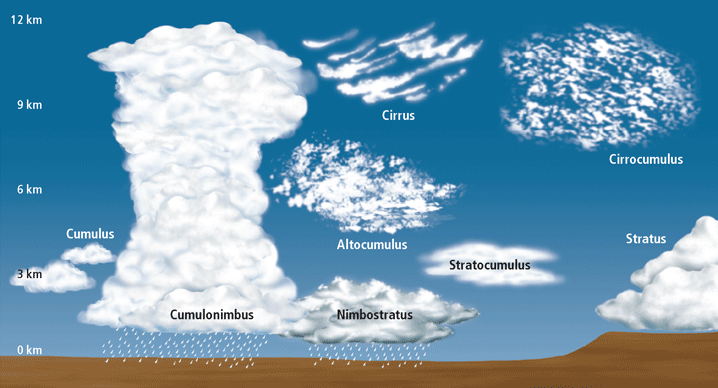 12 km
9 km
Cirrus
Cirrocumulus
6 km
Cumulus
Altocumulus
Stratus
3 km
Stratocumulus
Cumulonimbus
Nimbostratus
0 km